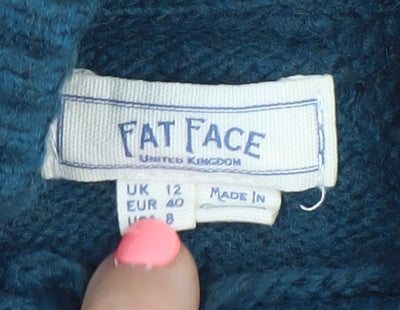 FAT FACE
UNITED KINGDOM
UK 12
EUR 40
8
MADE IN